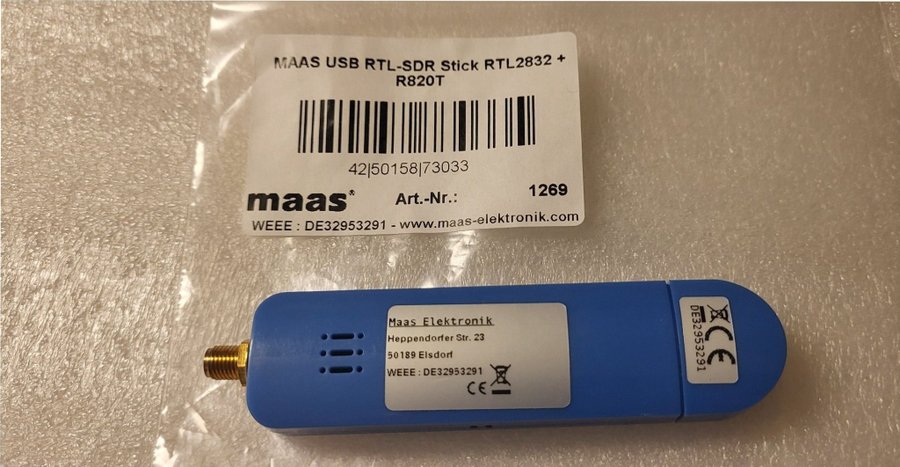 MAAS USB RTL-SDR Stick RTL2832 +
R820T
42|50158|73033
maas® Art.-Nr.: 1269
WEEE : DE32953291 - www.maas-elektronik.com
Maas Elektronik
Heppendorfer Str. 23
50189 Elsdorf
WEEE : DE32953291
CE
CE
DE32953291